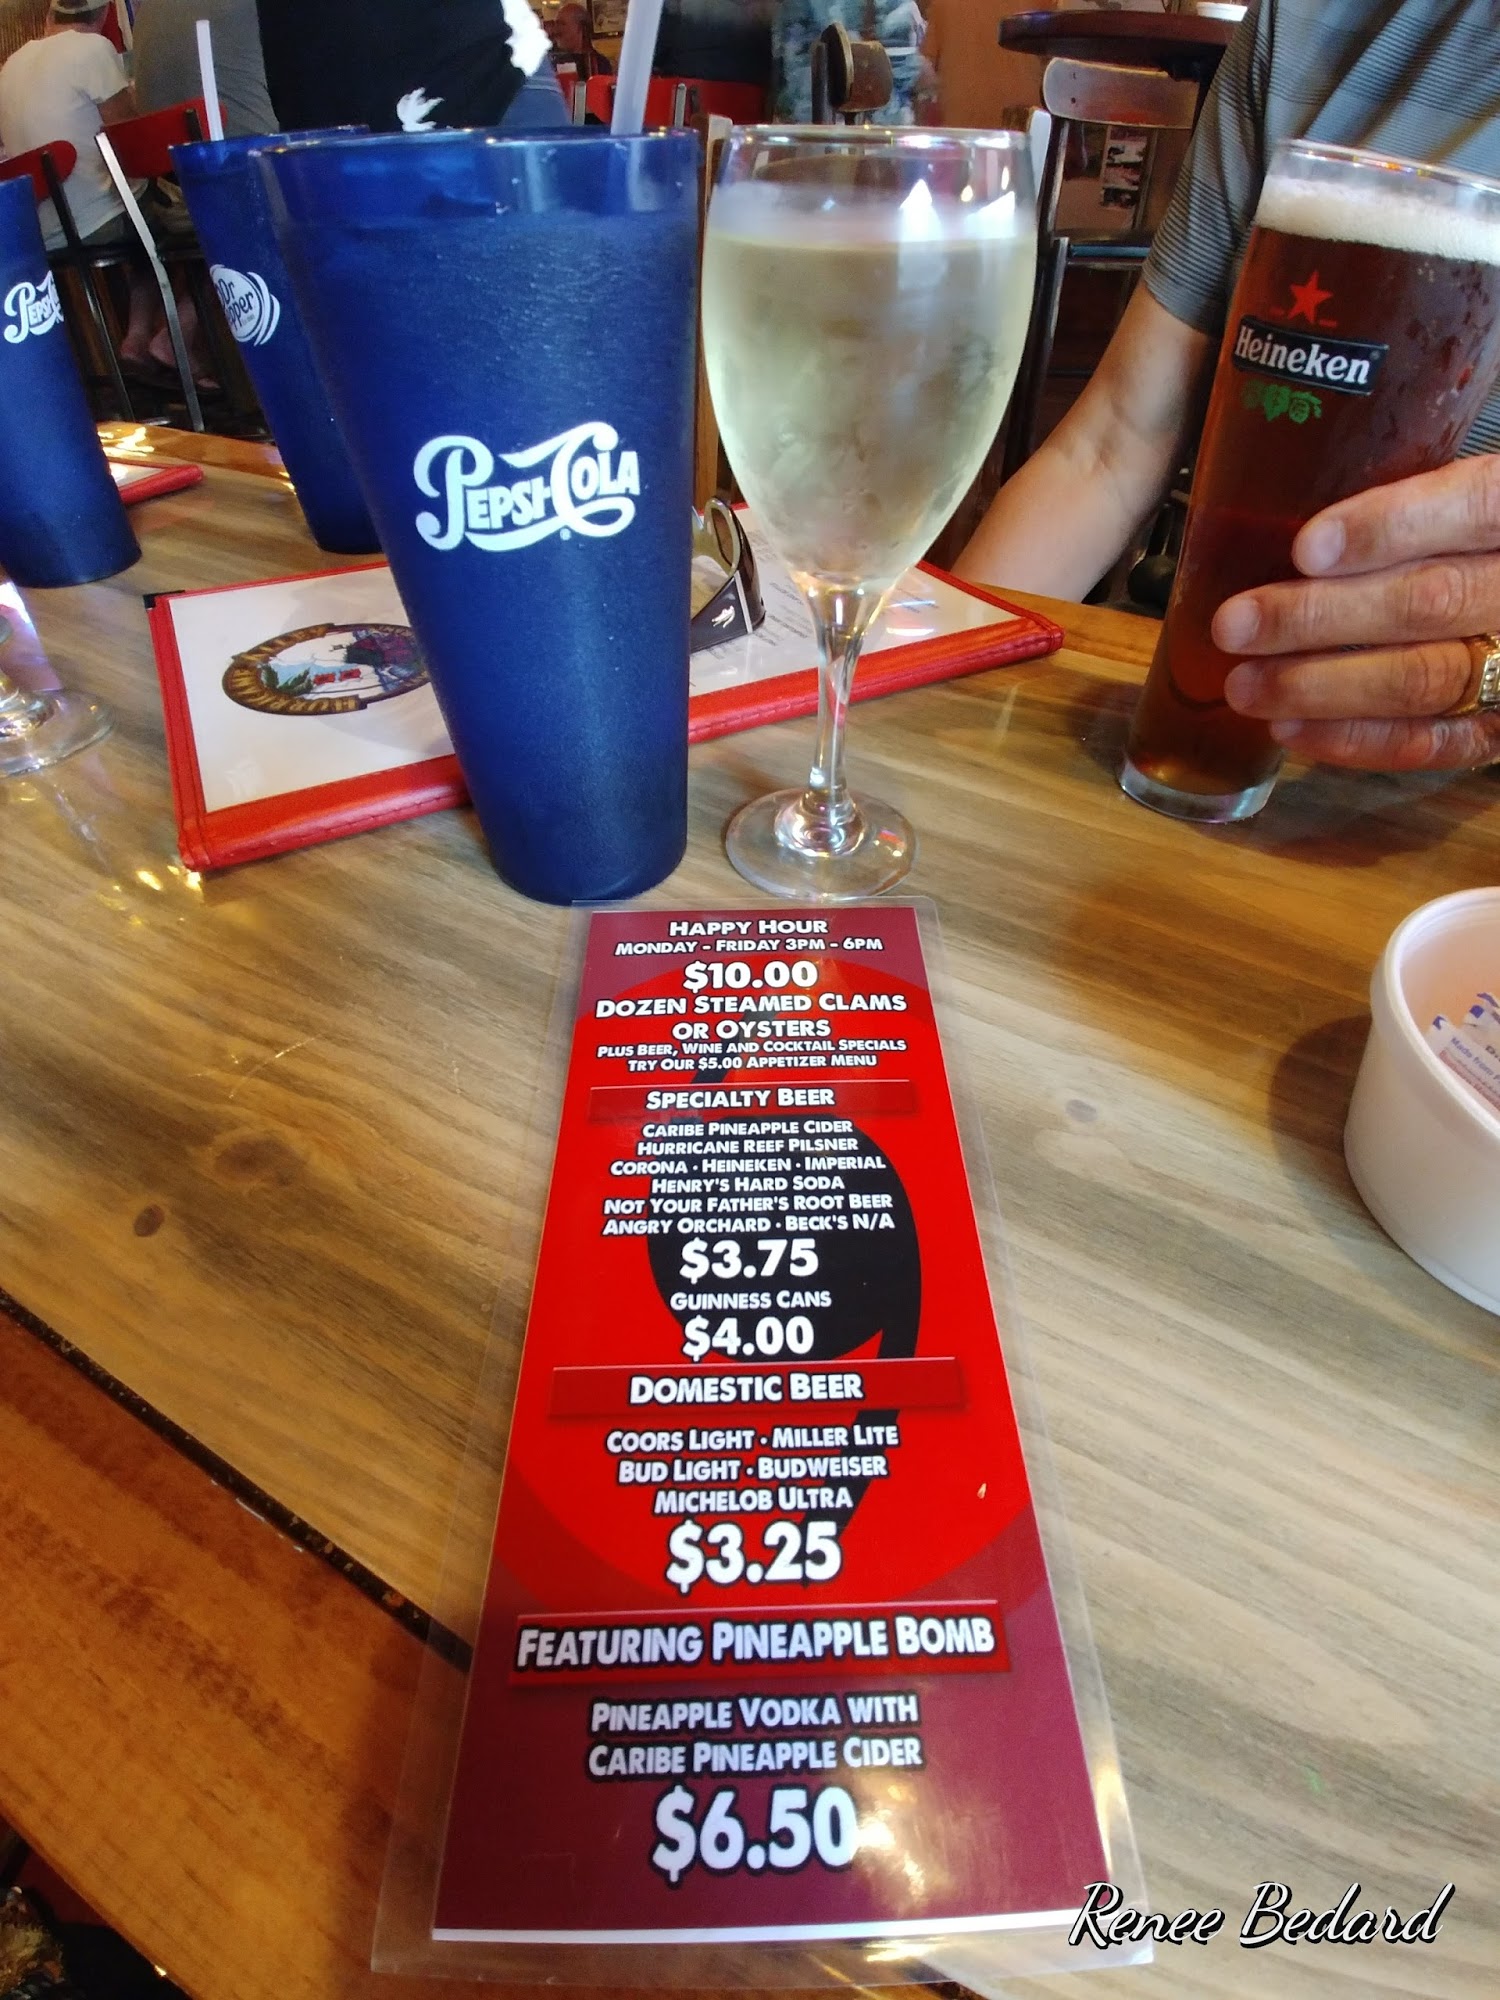 PEPSI-COLA
Dr
Pepper
PEPSI-COLA
Heineken
HURRICANE
HAPPY HOUR
MONDAY - FRIDAY 3PM - 6PM
$10.00
DOZEN STEAMED CLAMS
OR OYSTERS
PLUS BEER, WINE AND COCKTAIL SPECIALS
TRY OUR $5.00 APPETIZER MENU
SPECIALTY BEER
CARIBE PINEAPPLE CIDER
HURRICANE REEF PILSNER
CORONA · HEINEKEN · IMPERIAL
HENRY'S HARD SODA
NOT YOUR FATHER'S ROOT BEER
ANGRY ORCHARD · BECK'S N/A
$3.75
GUINNESS CANS
$4.00
DOMESTIC BEER
COORS LIGHT · MILLER LITE
BUD LIGHT · BUDWEISER
MICHELOB ULTRA
$3.25
FEATURING PINEAPPLE BOMB
PINEAPPLE VODKA WITH
CARIBE PINEAPPLE CIDER
$6.50
Made from
Renee Bedard